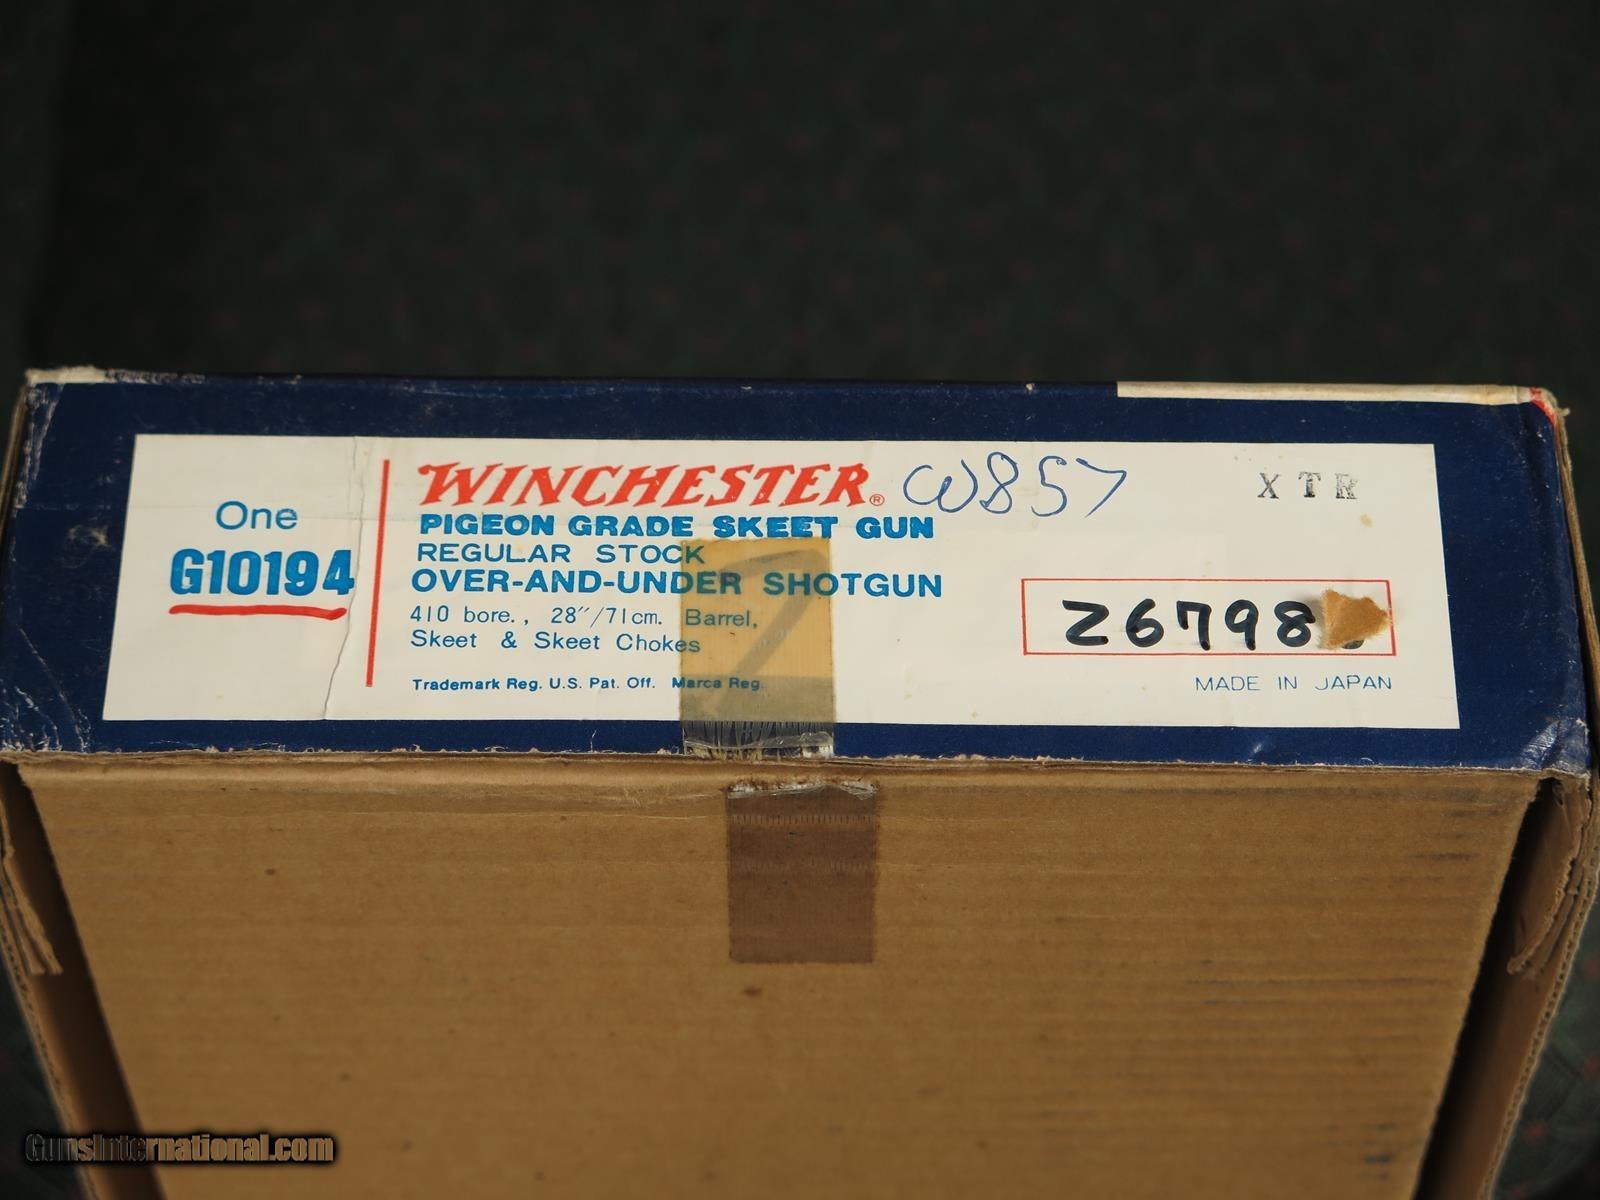 One
G10194
WINCHESTER® W857 XTR
PIGEON GRADE SKEET GUN
REGULAR STOCK
OVER-AND-UNDER SHOTGUN
410 bore., 28″/71cm. Barrel,
Skeet & Skeet Chokes
Trademark Reg. U.S. Pat. Off. Marca Reg.
MADE IN JAPAN
GunsInternational.com